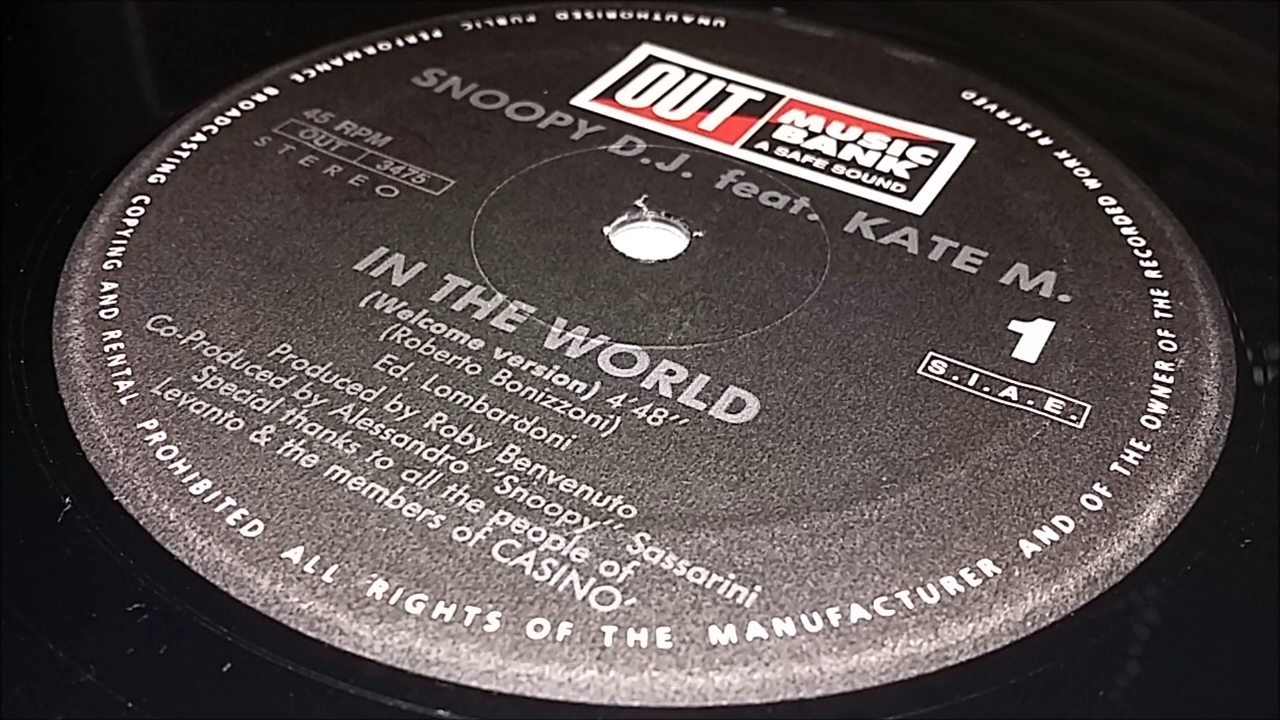 OUT MUSIC BANK
A SAFE SOUND
SNOOPY D.J. feat. KATE M.
45 RPM
OUT 3475
STEREO
1
S.I.A.E.
IN THE WORLD
(Welcome version) 4'48''
(Roberto Bonizzoni)
Ed. Lombardoni
Produced by Roby Benvenuto
Co-Produced by Alessandro ''Snoopy'' Sassarini
Special thanks to all the people of
Levanto & the members of CASINO'
UNAUTHORISED PUBLIC PERFORMANCE BROADCASTING COPYING AND RENTAL PROHIBITED ALL RIGHTS OF THE MANUFACTURER AND OF THE OWNER OF THE RECORDED WORK RESERVED